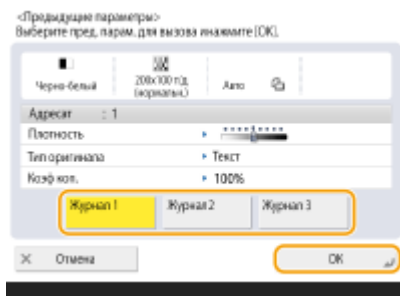 <Предыдущие параметры>
Выберите пред. парам. для вызова и нажмите [OK].
Черно-белый
200x100 т/д
(нормальн.)
Авто
Адресат : 1
Плотность
Тип оригинала
Текст
Коэф коп.
100%
Журнал 1
Журнал 2
Журнал 3
Отмена
OK